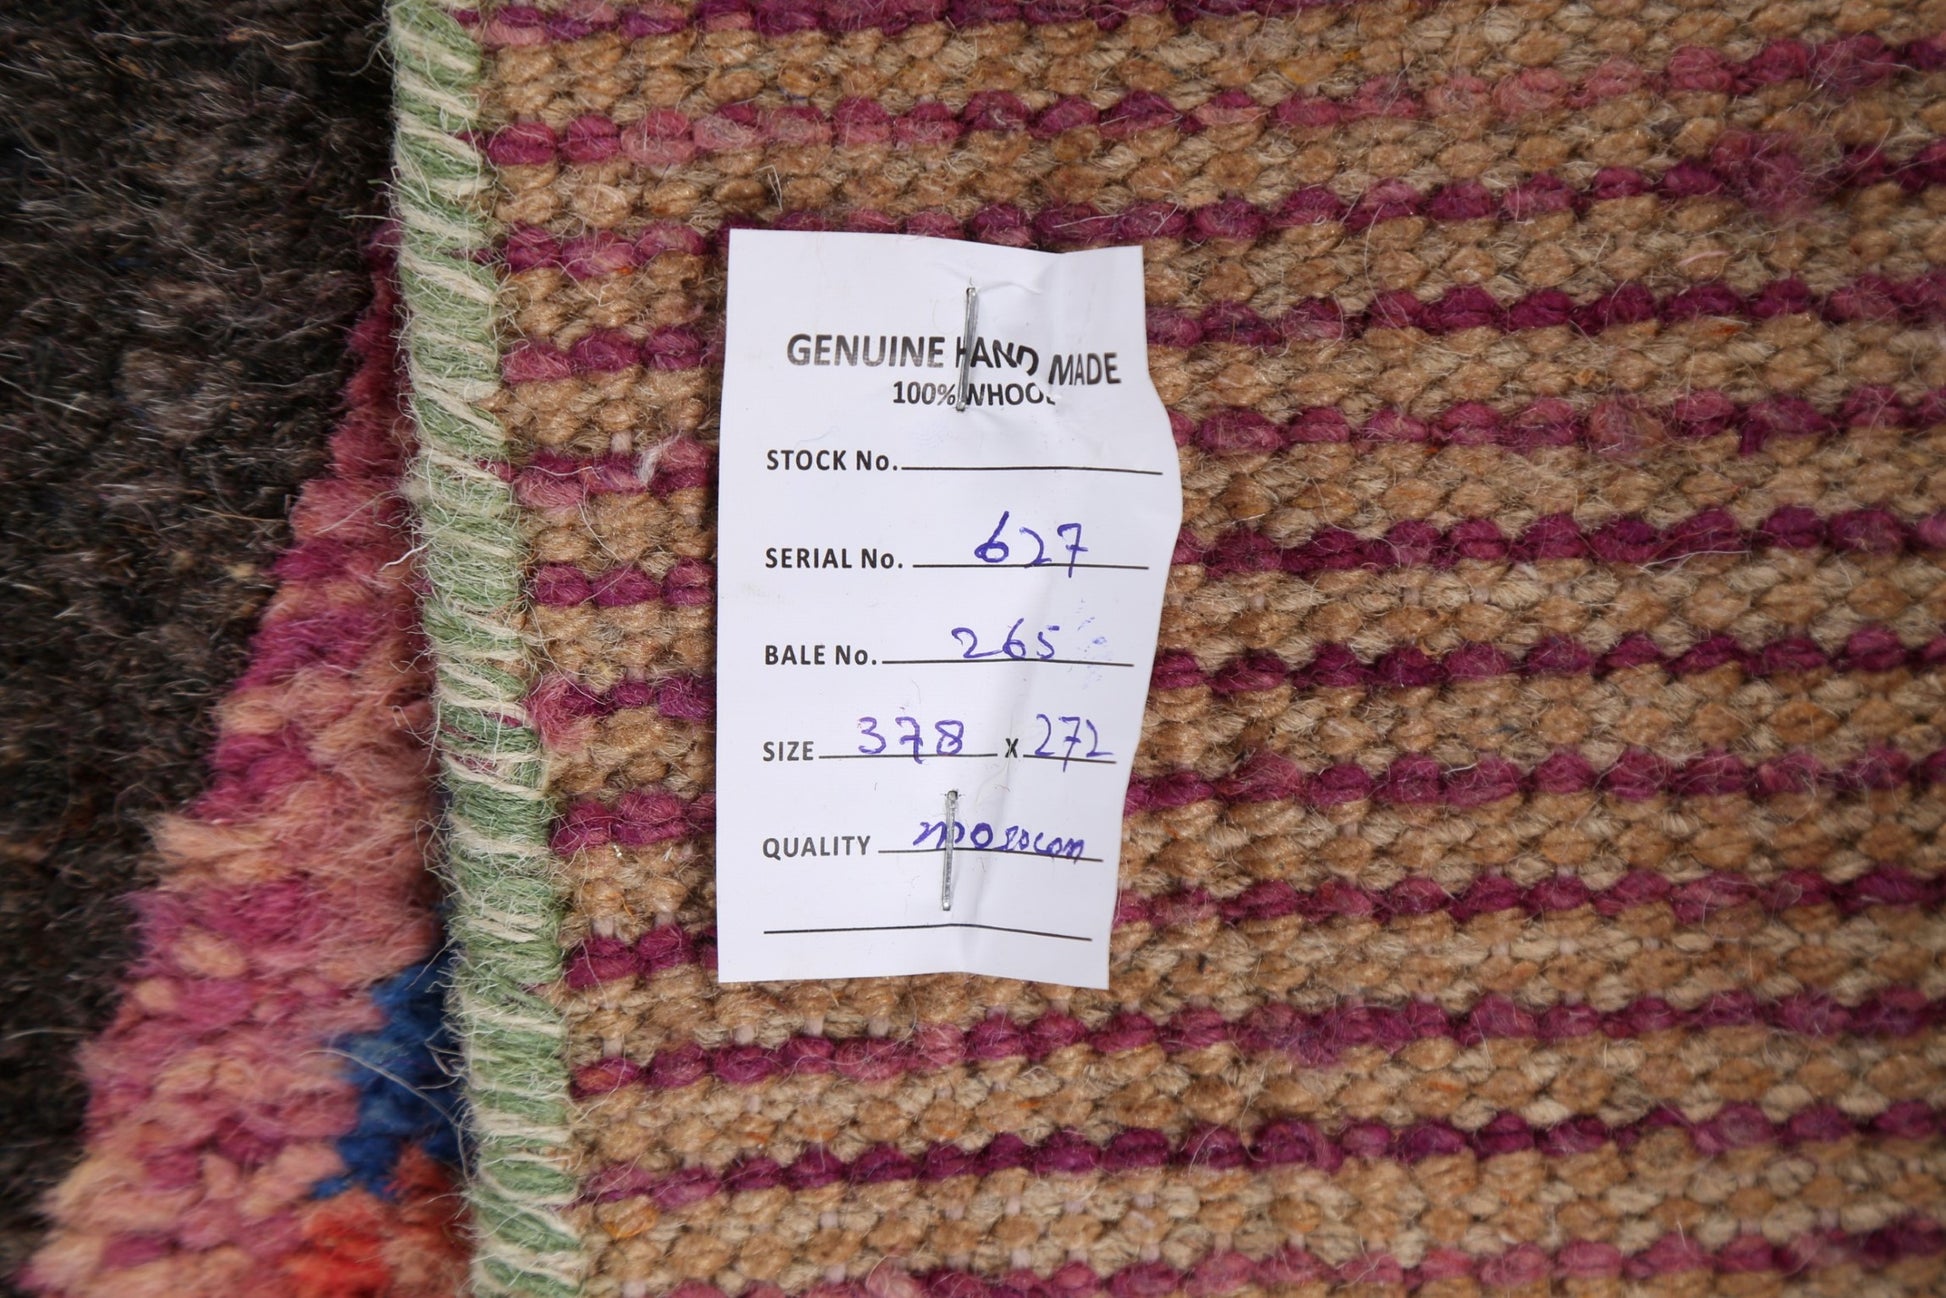 GENUINE HAND MADE
100% WHOOL
STOCK No.
SERIAL No. 627
BALE No. 265
SIZE 378 x 272
QUALITY morocan